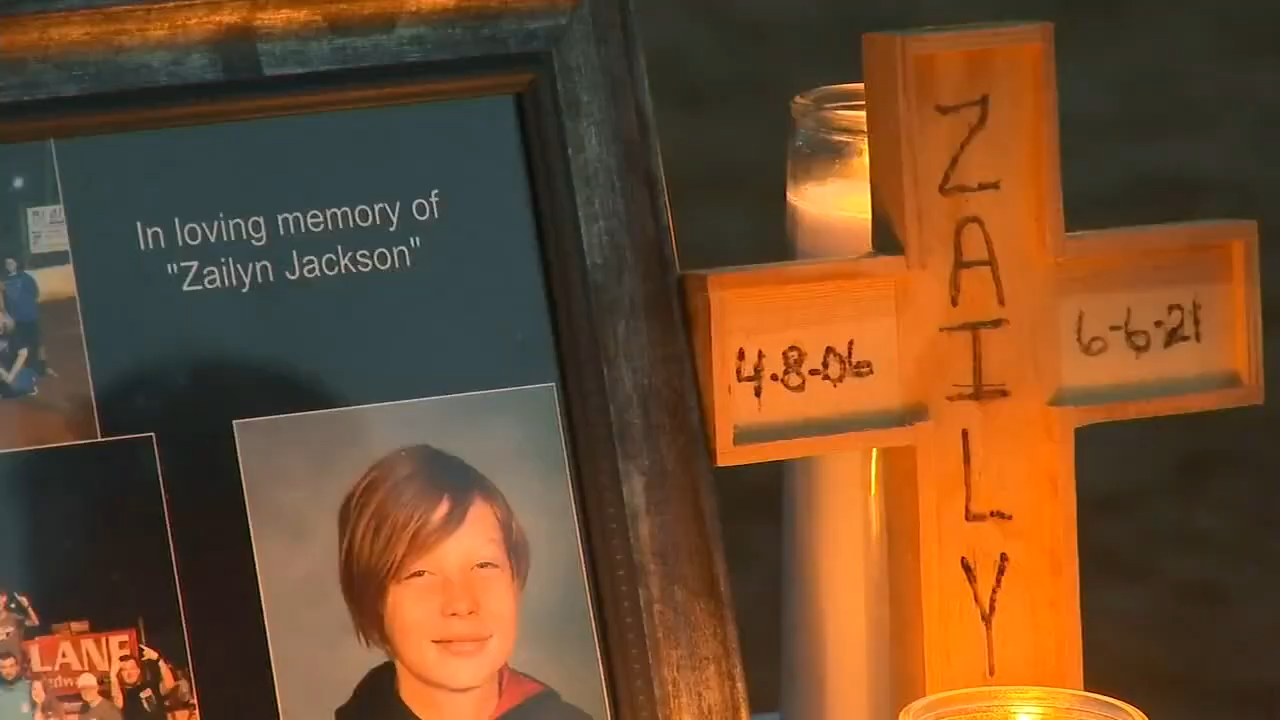 In loving memory of
"Zailyn Jackson"
LANE
ZAILY
4-8-06
6-6-21